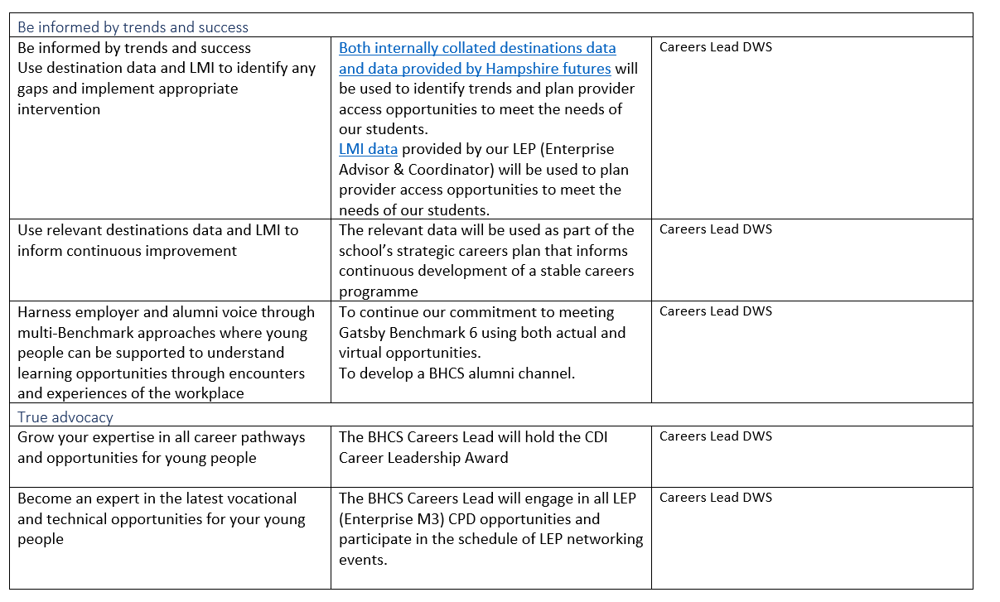 Be informed by trends and success
Be informed by trends and success
Use destination data and LMI to identify any
gaps and implement appropriate
intervention
Both internally collated destinations data
and data provided by Hampshire futures will
be used to identify trends and plan provider
access opportunities to meet the needs of
our students.
LMI data provided by our LEP (Enterprise
Advisor & Coordinator) will be used to plan
provider access opportunities to meet the
needs of our students.
Careers Lead DWS
Use relevant destinations data and LMI to
inform continuous improvement
The relevant data will be used as part of the
school’s strategic careers plan that informs
continuous development of a stable careers
programme
Careers Lead DWS
Harness employer and alumni voice through
multi-Benchmark approaches where young
people can be supported to understand
learning opportunities through encounters
and experiences of the workplace
To continue our commitment to meeting
Gatsby Benchmark 6 using both actual and
virtual opportunities.
To develop a BHCS alumni channel.
Careers Lead DWS
True advocacy
Grow your expertise in all career pathways
and opportunities for young people
The BHCS Careers Lead will hold the CDI
Career Leadership Award
Careers Lead DWS
Become an expert in the latest vocational
and technical opportunities for your young
people
The BHCS Careers Lead will engage in all LEP
(Enterprise M3) CPD opportunities and
participate in the schedule of LEP networking
events.
Careers Lead DWS